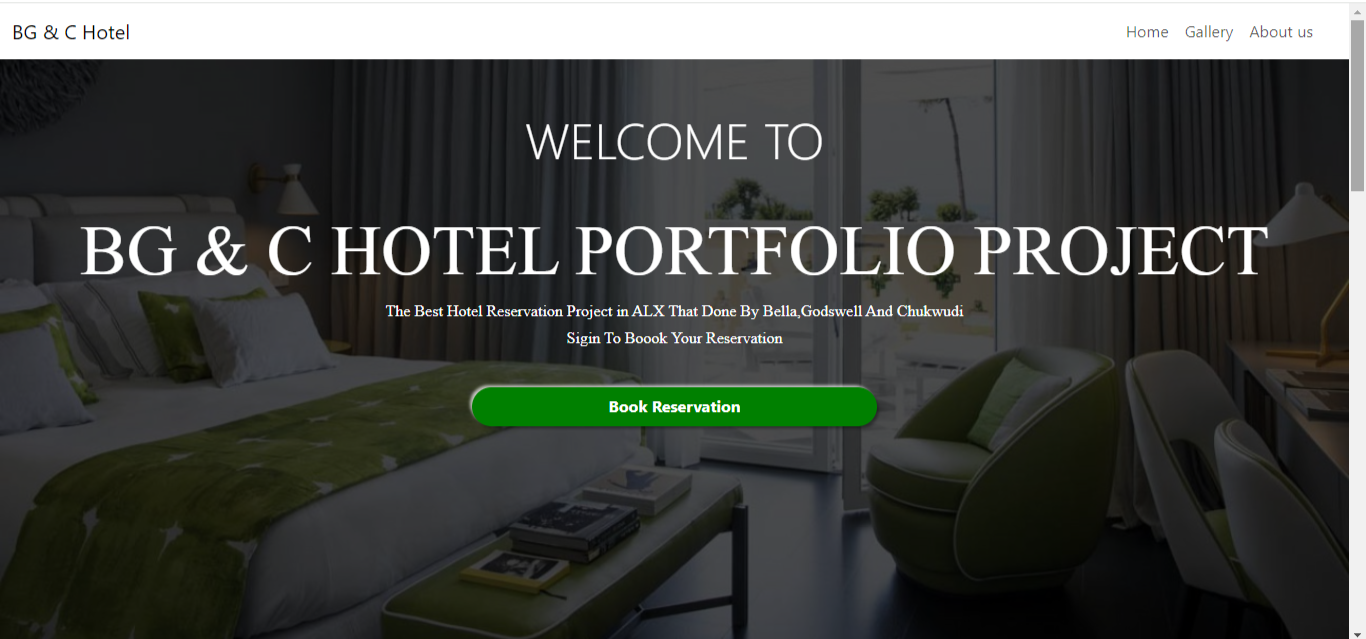 BG & C Hotel
Home Gallery About us
WELCOME TO
BG & C HOTEL PORTFOLIO PROJECT
The Best Hotel Reservation Project in ALX That Done By Bella,Godswell And Chukwudi
Sigin To Boook Your Reservation
Book Reservation